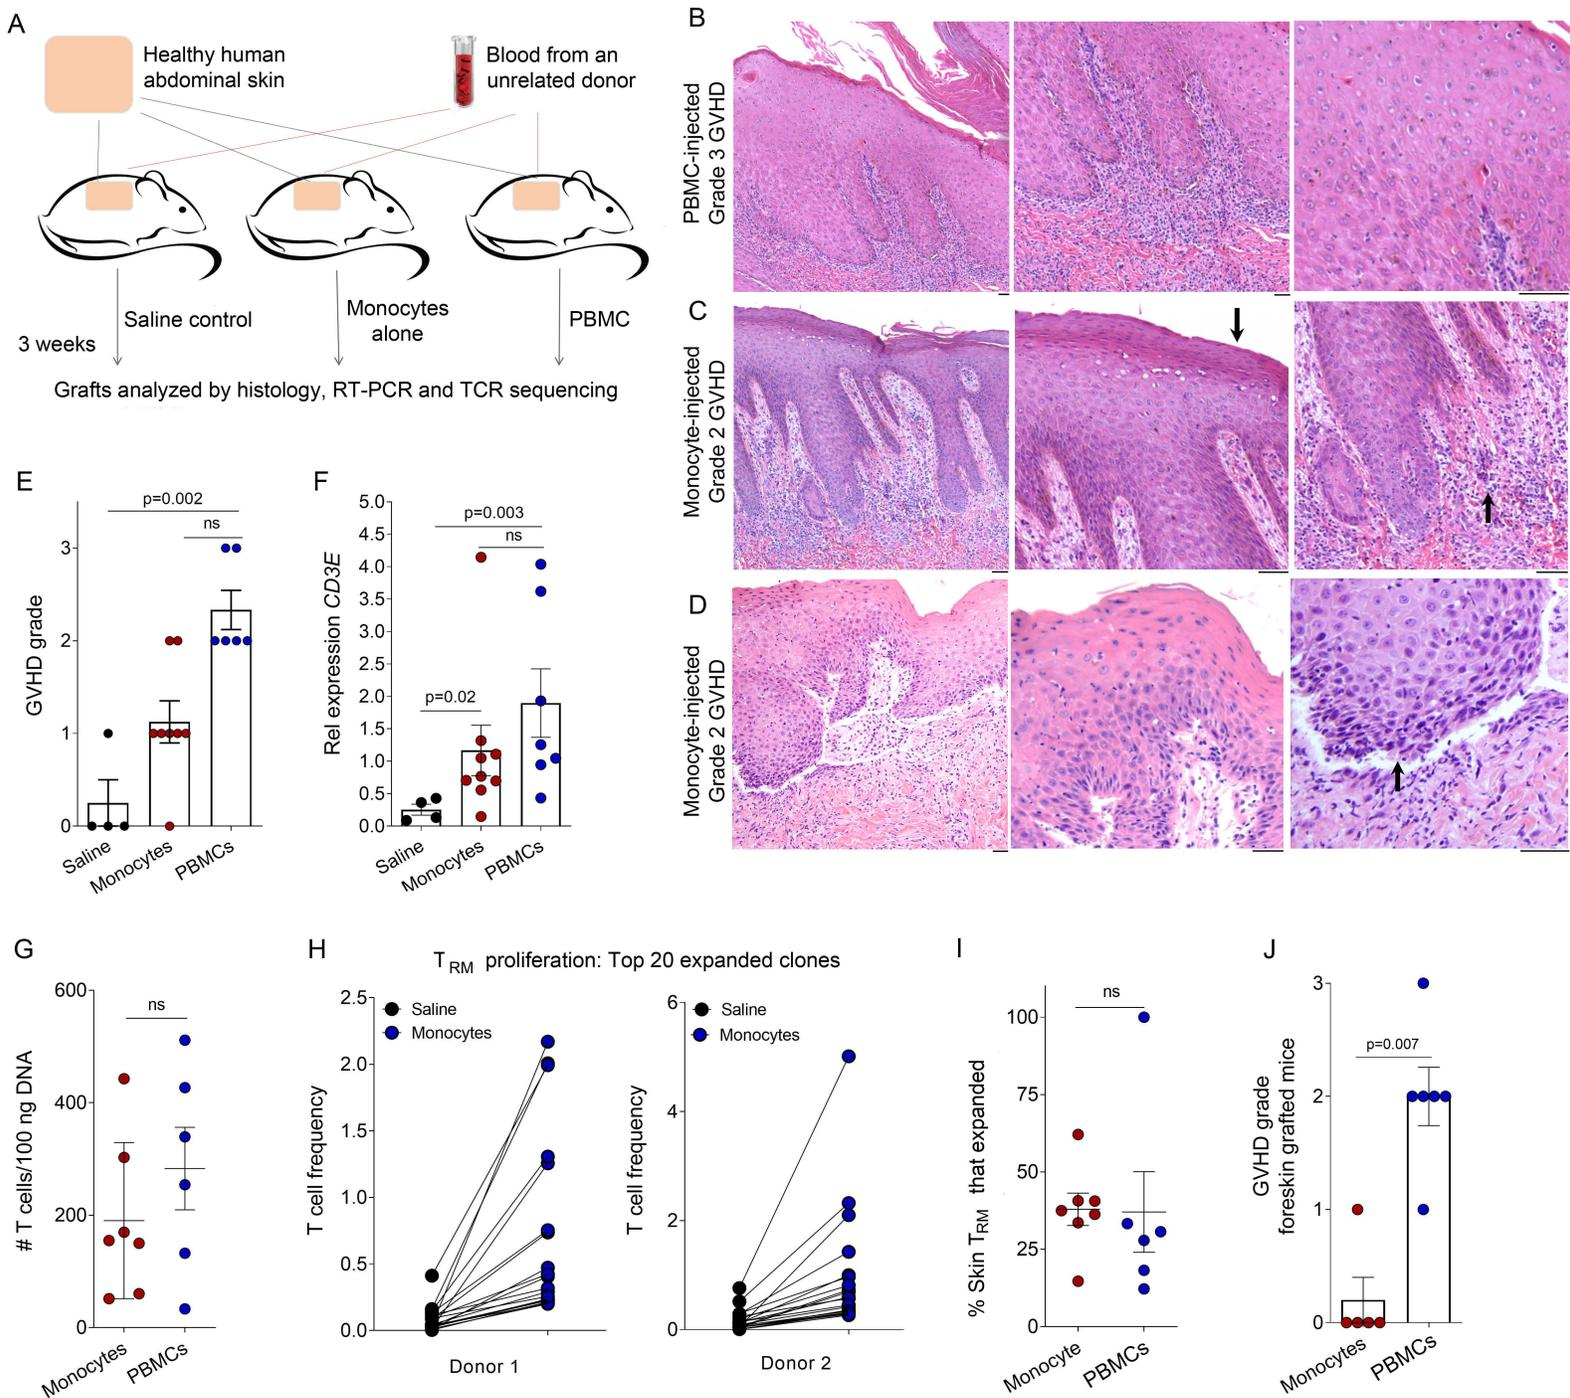 A
Healthy human
abdominal skin
Blood from an
unrelated donor
Saline control
Monocytes
alone
PBMC
3 weeks
Grafts analyzed by histology, RT-PCR and TCR sequencing
B
PBMC-injected
Grade 3 GVHD
C
Monocyte-injected
Grade 2 GVHD
D
Monocyte-injected
Grade 2 GVHD
E
GVHD grade
p=0.002
ns
3
2
1
0
Saline
Monocytes
PBMCs
F
Rel expression CD3E
5.0
4.5
4.0
3.5
3.0
2.5
2.0
1.5
1.0
0.5
0.0
p=0.003
ns
p=0.02
Saline
Monocytes
PBMCs
G
# T cells/100 ng DNA
600
400
200
0
ns
Monocytes
PBMCs
H
TRM proliferation: Top 20 expanded clones
T cell frequency
2.5
2.0
1.5
1.0
0.5
0.0
Saline
Monocytes
Donor 1
T cell frequency
6
4
2
0
Saline
Monocytes
Donor 2
I
% Skin TRM that expanded
100
75
50
25
0
ns
Monocyte
PBMCs
J
GVHD grade
foreskin grafted mice
3
2
1
0
p=0.007
Monocytes
PBMCs